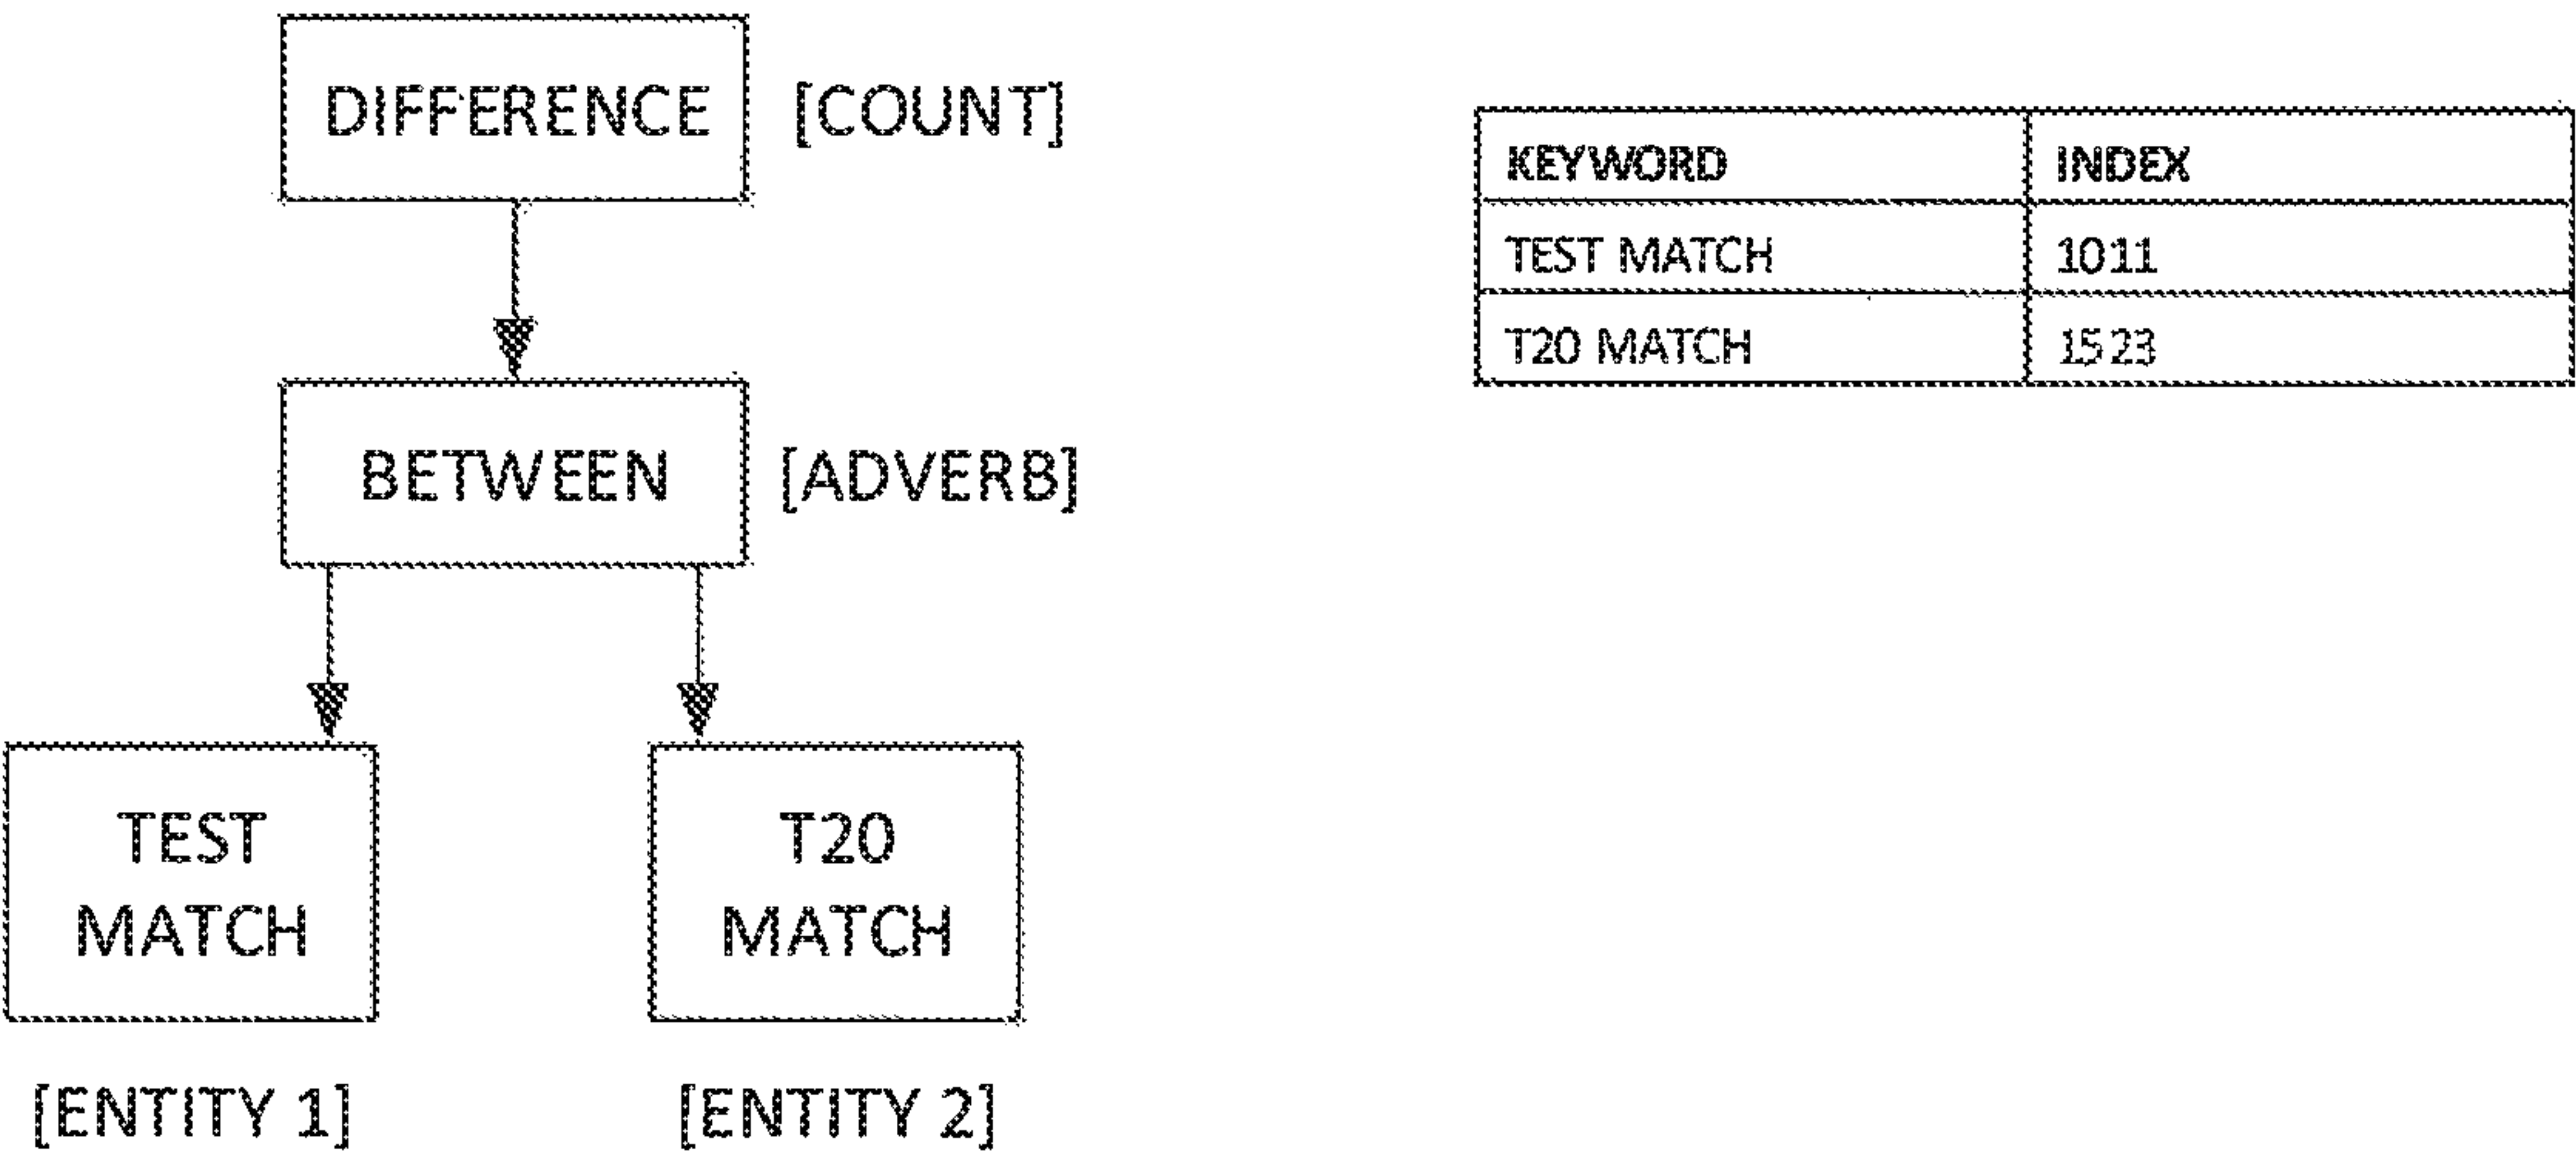 DIFFERENCE [COUNT]
BETWEEN [ADVERB]
TEST
MATCH
T20
MATCH
[ENTITY 1] [ENTITY 2]
KEYWORD INDEX
TEST MATCH 1011
T20 MATCH 1523